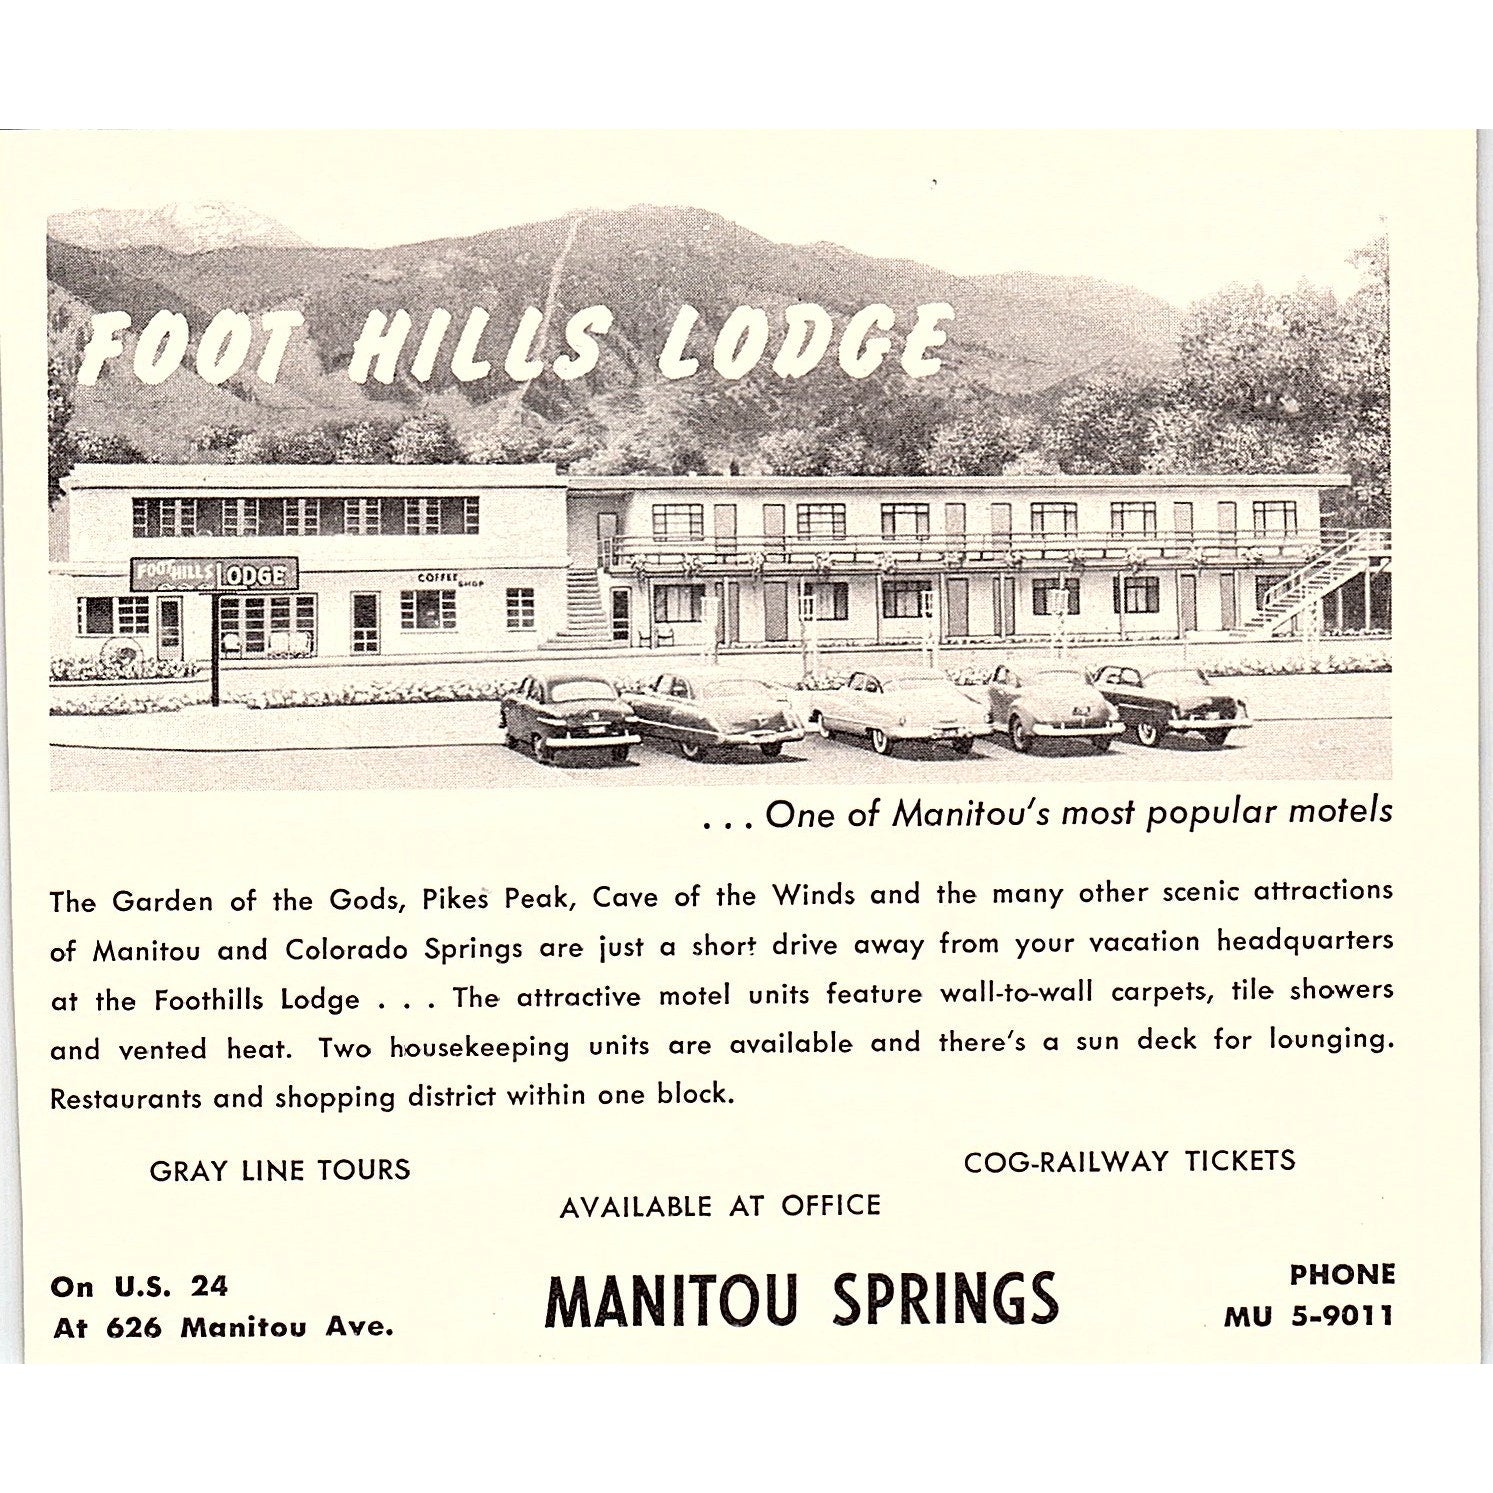 FOOT HILLS LODGE
FOOTHILLS LODGE
COFFEE SHOP
. . . One of Manitou's most popular motels
The Garden of the Gods, Pikes Peak, Cave of the Winds and the many other scenic attractions
of Manitou and Colorado Springs are just a short drive away from your vacation headquarters
at the Foothills Lodge . . . The attractive motel units feature wall-to-wall carpets, tile showers
and vented heat. Two housekeeping units are available and there's a sun deck for lounging.
Restaurants and shopping district within one block.
GRAY LINE TOURS
COG-RAILWAY TICKETS
AVAILABLE AT OFFICE
On U.S. 24
At 626 Manitou Ave.
MANITOU SPRINGS
PHONE
MU 5-9011